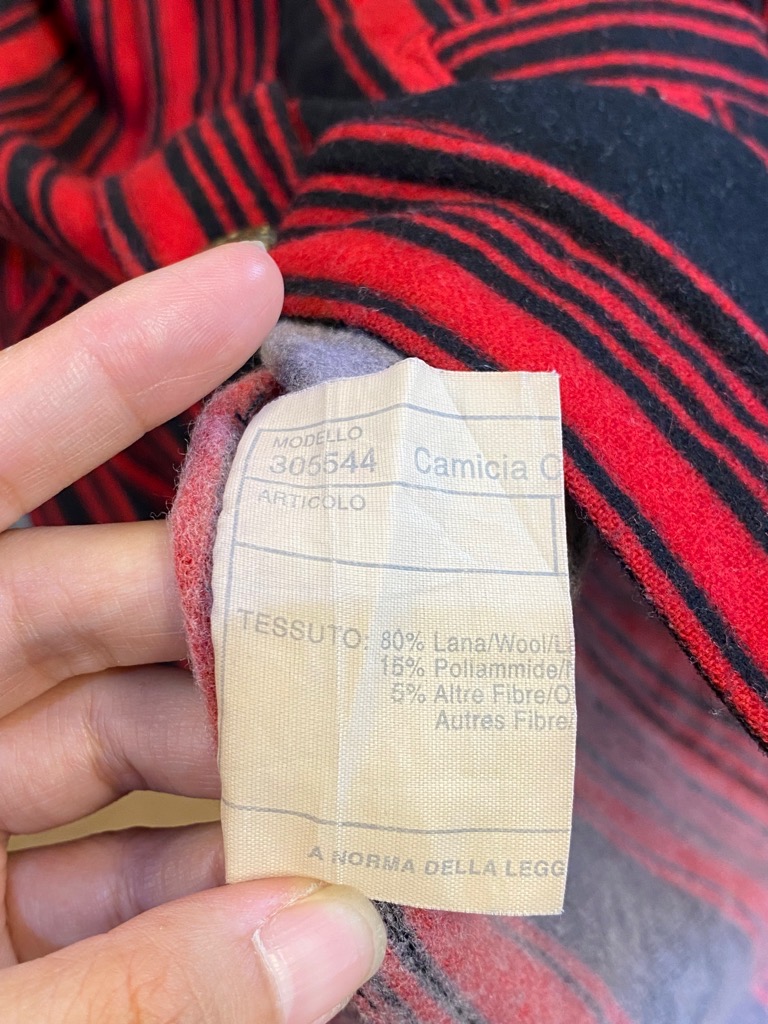 MODELLO
305544 Camicia C
ARTICOLO
TESSUTO: 80% Lana/Wool/La
15% Poliammide/
5% Altre Fibre/O
Autres Fibre/
A NORMA DELLA LEGG